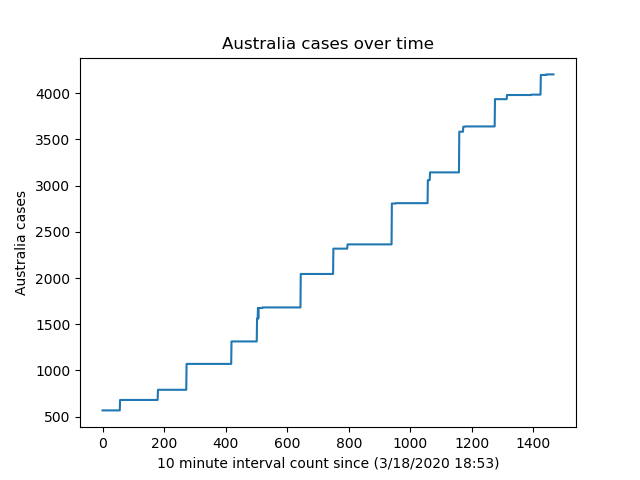 Australia cases over time
4000
3500
3000
2500
2000
1500
1000
500
Australia cases
0 200 400 600 800 1000 1200 1400
10 minute interval count since (3/18/2020 18:53)